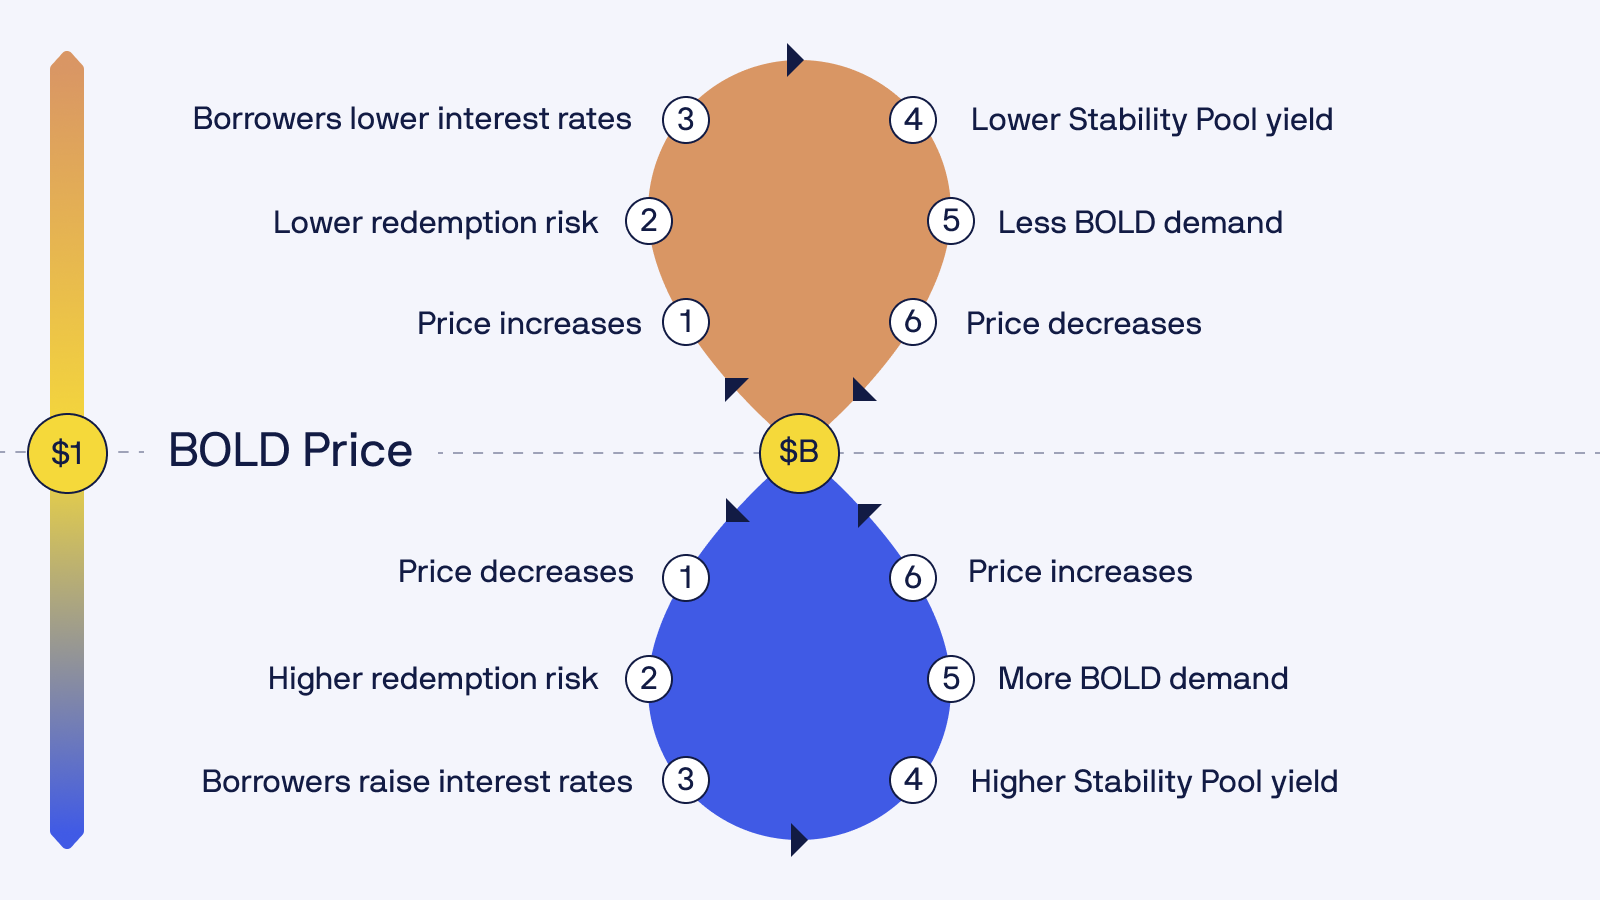 Borrowers lower interest rates 3 4 Lower Stability Pool yield
Lower redemption risk 2 5 Less BOLD demand
Price increases 1 6 Price decreases
$1 BOLD Price $B
Price decreases 1 6 Price increases
Higher redemption risk 2 5 More BOLD demand
Borrowers raise interest rates 3 4 Higher Stability Pool yield